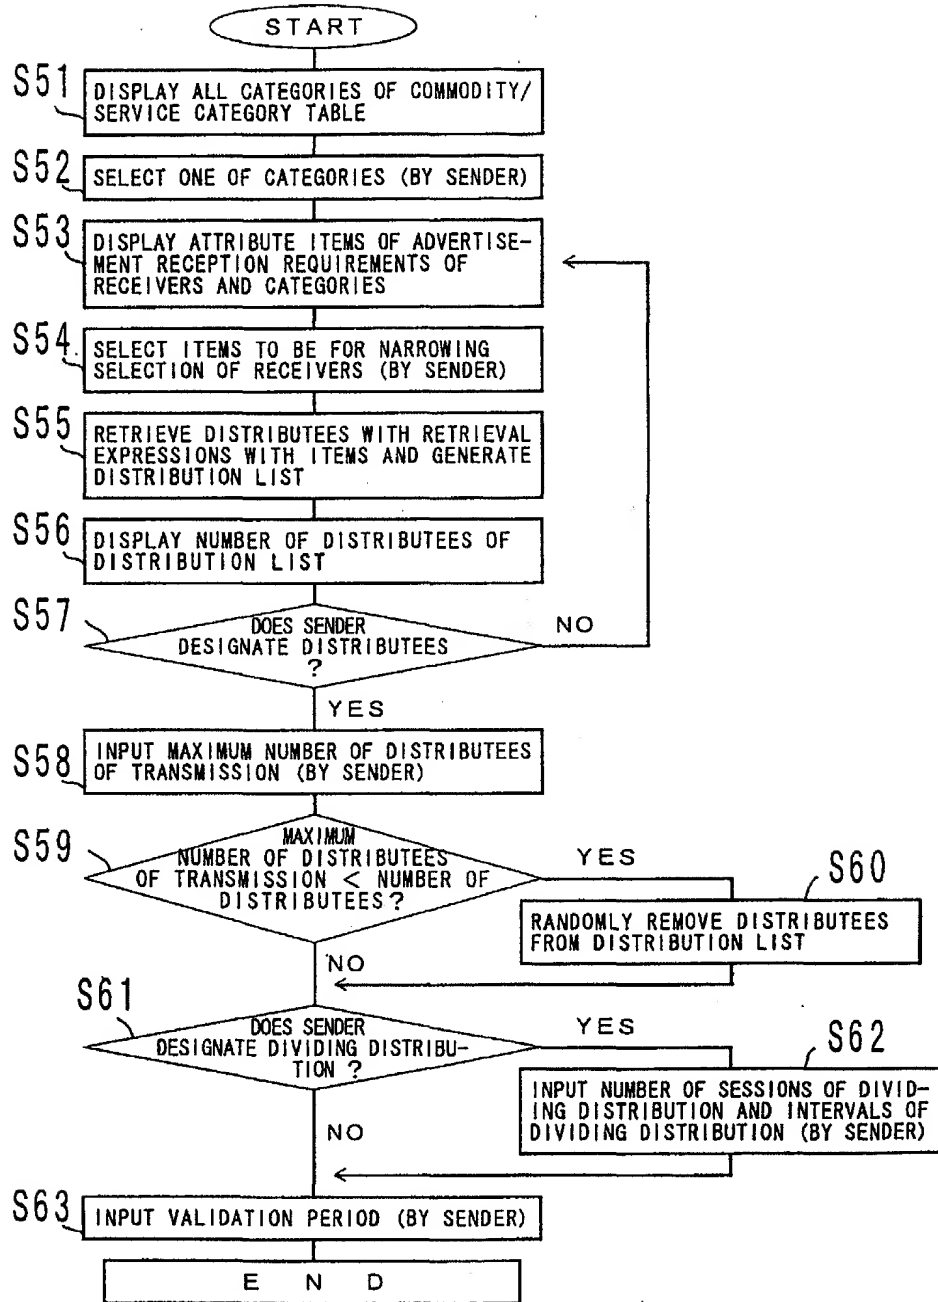 START
S51
DISPLAY ALL CATEGORIES OF COMMODITY/
SERVICE CATEGORY TABLE
S52
SELECT ONE OF CATEGORIES (BY SENDER)
S53
DISPLAY ATTRIBUTE ITEMS OF ADVERTISE-
MENT RECEPTION REQUIREMENTS OF
RECEIVERS AND CATEGORIES
S54
SELECT ITEMS TO BE FOR NARROWING
SELECTION OF RECEIVERS (BY SENDER)
S55
RETRIEVE DISTRIBUTEES WITH RETRIEVAL
EXPRESSIONS WITH ITEMS AND GENERATE
DISTRIBUTION LIST
S56
DISPLAY NUMBER OF DISTRIBUTEES OF
DISTRIBUTION LIST
S57
DOES SENDER
DESIGNATE DISTRIBUTEES
?
NO
YES
S58
INPUT MAXIMUM NUMBER OF DISTRIBUTEES
OF TRANSMISSION (BY SENDER)
S59
MAXIMUM
NUMBER OF DISTRIBUTEES
OF TRANSMISSION < NUMBER OF
DISTRIBUTEES?
YES
S60
RANDOMLY REMOVE DISTRIBUTEES
FROM DISTRIBUTION LIST
NO
S61
DOES SENDER
DESIGNATE DIVIDING DISTRIBU-
TION ?
YES
S62
INPUT NUMBER OF SESSIONS OF DIVID-
ING DISTRIBUTION AND INTERVALS OF
DIVIDING DISTRIBUTION (BY SENDER)
NO
S63
INPUT VALIDATION PERIOD (BY SENDER)
E N D